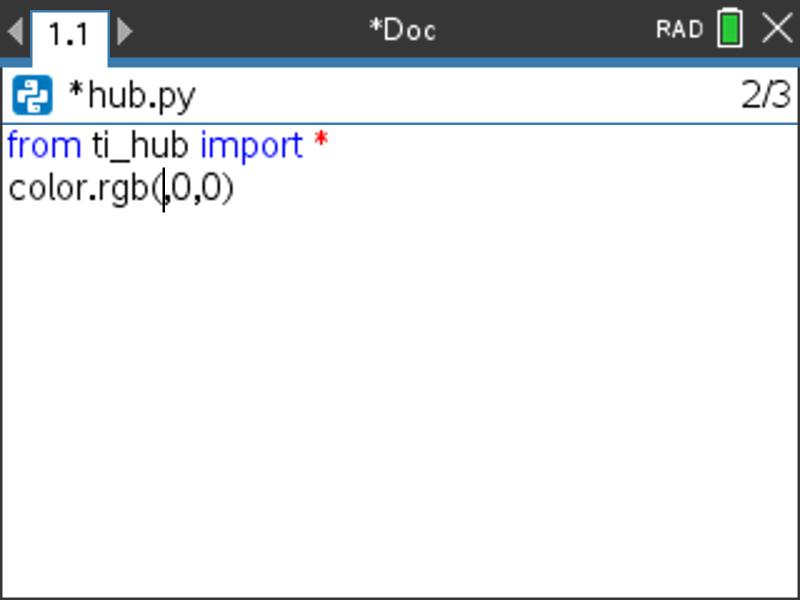 1.1
*Doc
RAD
*hub.py
2/3
from ti_hub import *
color.rgb(,0,0)